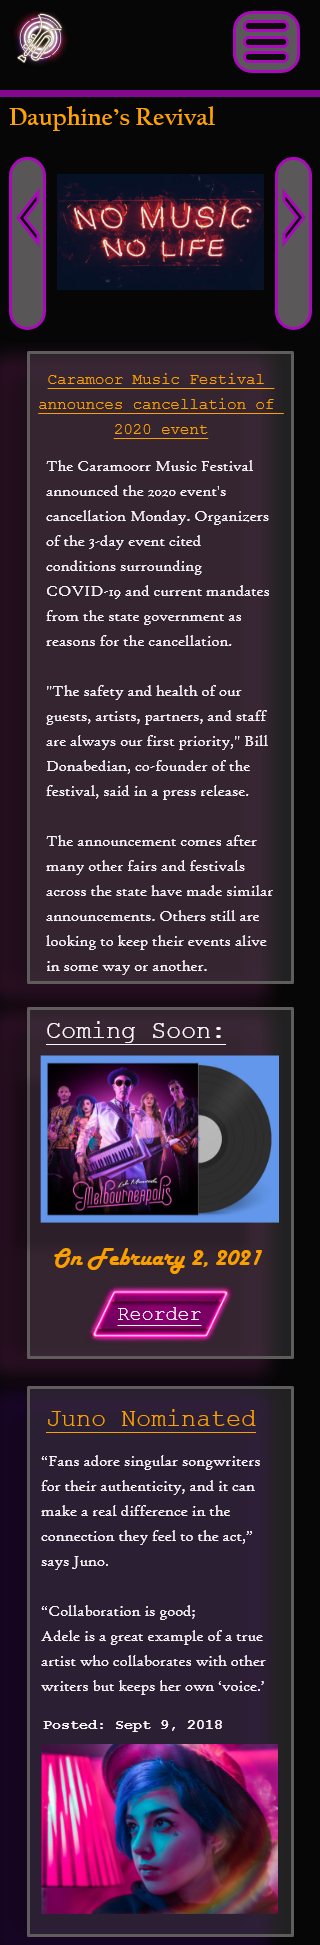 Dauphine's Revival
NO MUSIC
NO LIFE
Caramoor Music Festival
announces cancellation of
2020 event
The Caramoorr Music Festival
announced the 2020 event's
cancellation Monday. Organizers
of the 3-day event cited
conditions surrounding
COVID-19 and current mandates
from the state government as
reasons for the cancellation.
"The safety and health of our
guests, artists, partners, and staff
are always our first priority," Bill
Donabedian, co-founder of the
festival, said in a press release.
The announcement comes after
many other fairs and festivals
across the state have made similar
announcements. Others still are
looking to keep their events alive
in some way or another.
Coming Soon:
Melbourneapolis
On February 2, 2021
Reorder
Juno Nominated
“Fans adore singular songwriters
for their authenticity, and it can
make a real difference in the
connection they feel to the act,”
says Juno.
“Collaboration is good;
Adele is a great example of a true
artist who collaborates with other
writers but keeps her own ‘voice.’
Posted: Sept 9, 2018